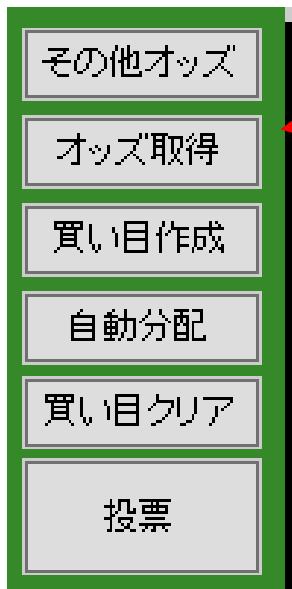 その他オッズ
オッズ取得
買い目作成
自動分配
買い目クリア
投票